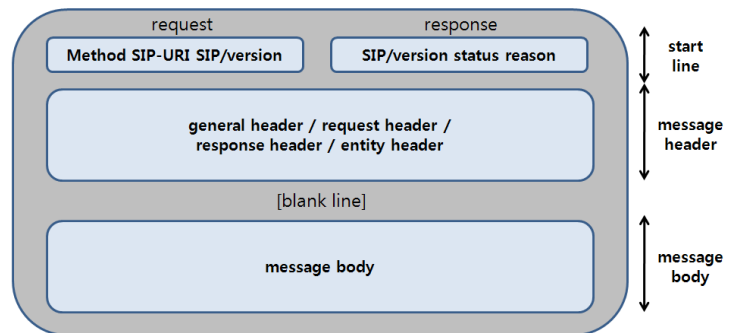 request
response
Method SIP-URI SIP/version
SIP/version status reason
start
line
general header / request header /
response header / entity header
message
header
[blank line]
message body
message
body